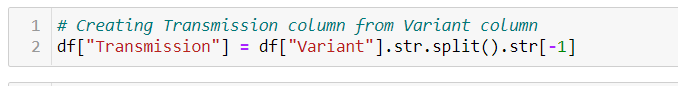 1 # Creating Transmission column from Variant column
2 df["Transmission"] = df["Variant"].str.split().str[-1]